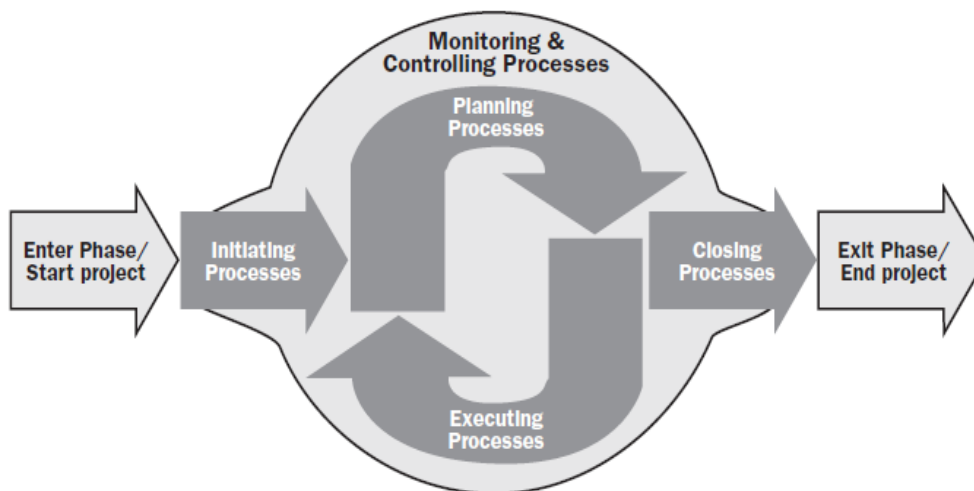 Monitoring &
Controlling Processes
Planning
Processes
Enter Phase/
Start project
Initiating
Processes
Closing
Processes
Exit Phase/
End project
Executing
Processes